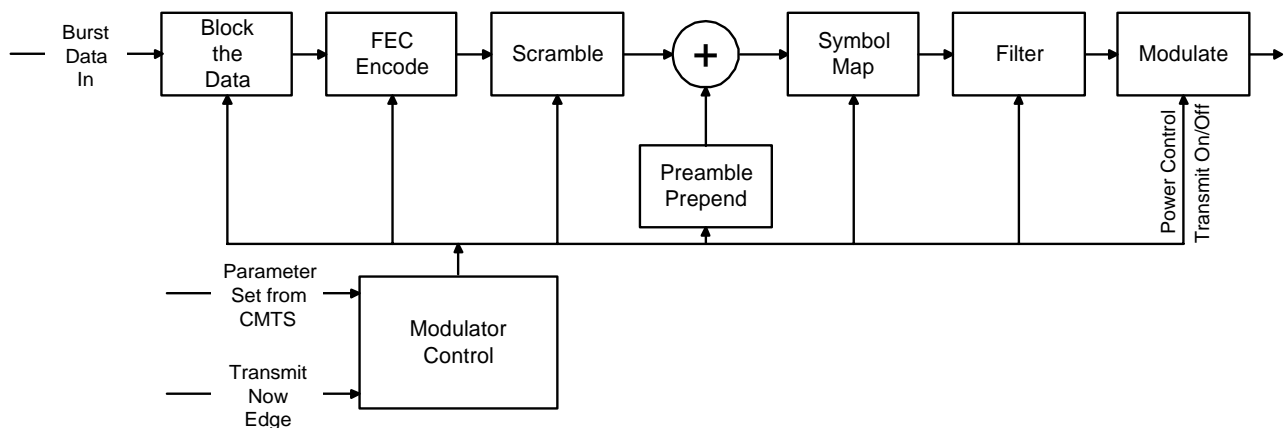 Burst
Data
In
Block
the
Data
FEC
Encode
Scramble
+
Symbol
Map
Filter
Modulate
Preamble
Prepend
Power Control
Transmit On/Off
Parameter
Set from
CMTS
Modulator
Control
Transmit
Now
Edge